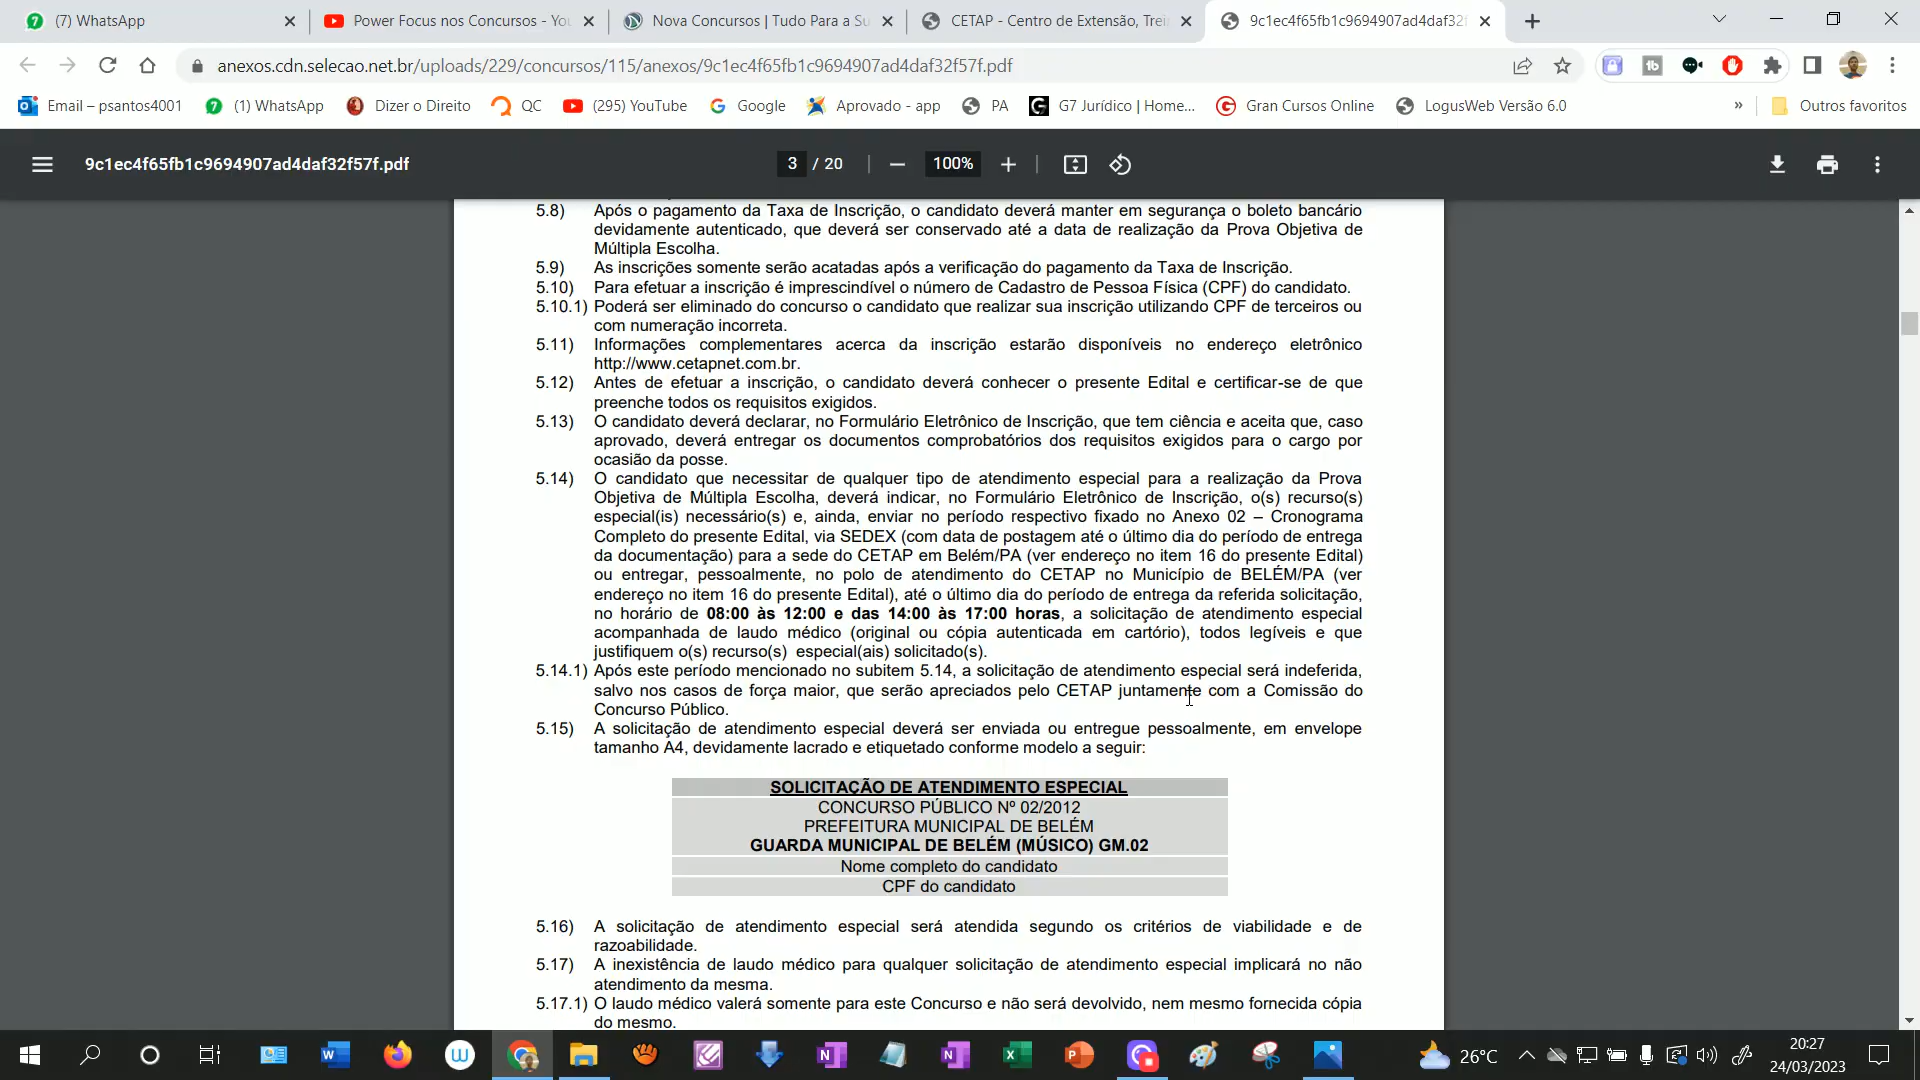 (7) WhatsApp
Power Focus nos Concursos - You
Nova Concursos | Tudo Para a Su
CETAP - Centro de Extensão, Trei
9c1ec4f65fb1c9694907ad4daf32f
anexos.cdn.selecao.net.br/uploads/229/concursos/115/anexos/9c1ec4f65fb1c9694907ad4daf32f57f.pdf
Email – psantos4001
(1) WhatsApp
Dizer o Direito
QC
(295) YouTube
Google
Aprovado - app
PA
G7 Jurídico | Home...
Gran Cursos Online
LogusWeb Versão 6.0
»
Outros favoritos
9c1ec4f65fb1c9694907ad4daf32f57f.pdf
3 / 20
100%
5.8) Após o pagamento da Taxa de Inscrição, o candidato deverá manter em segurança o boleto bancário
devidamente autenticado, que deverá ser conservado até a data de realização da Prova Objetiva de
Múltipla Escolha.
5.9) As inscrições somente serão acatadas após a verificação do pagamento da Taxa de Inscrição.
5.10) Para efetuar a inscrição é imprescindível o número de Cadastro de Pessoa Física (CPF) do candidato.
5.10.1) Poderá ser eliminado do concurso o candidato que realizar sua inscrição utilizando CPF de terceiros ou
com numeração incorreta.
5.11) Informações complementares acerca da inscrição estarão disponíveis no endereço eletrônico
http://www.cetapnet.com.br.
5.12) Antes de efetuar a inscrição, o candidato deverá conhecer o presente Edital e certificar-se de que
preenche todos os requisitos exigidos.
5.13) O candidato deverá declarar, no Formulário Eletrônico de Inscrição, que tem ciência e aceita que, caso
aprovado, deverá entregar os documentos comprobatórios dos requisitos exigidos para o cargo por
ocasião da posse.
5.14) O candidato que necessitar de qualquer tipo de atendimento especial para a realização da Prova
Objetiva de Múltipla Escolha, deverá indicar, no Formulário Eletrônico de Inscrição, o(s) recurso(s)
especial(is) necessário(s) e, ainda, enviar no período respectivo fixado no Anexo 02 – Cronograma
Completo do presente Edital, via SEDEX (com data de postagem até o último dia do período de entrega
da documentação) para a sede do CETAP em Belém/PA (ver endereço no item 16 do presente Edital)
ou entregar, pessoalmente, no polo de atendimento do CETAP no Município de BELÉM/PA (ver
endereço no item 16 do presente Edital), até o último dia do período de entrega da referida solicitação,
no horário de 08:00 às 12:00 e das 14:00 às 17:00 horas, a solicitação de atendimento especial
acompanhada de laudo médico (original ou cópia autenticada em cartório), todos legíveis e que
justifiquem o(s) recurso(s) especial(ais) solicitado(s).
5.14.1) Após este período mencionado no subitem 5.14, a solicitação de atendimento especial será indeferida,
salvo nos casos de força maior, que serão apreciados pelo CETAP juntamente com a Comissão do
Concurso Público.
5.15) A solicitação de atendimento especial deverá ser enviada ou entregue pessoalmente, em envelope
tamanho A4, devidamente lacrado e etiquetado conforme modelo a seguir:
SOLICITAÇÃO DE ATENDIMENTO ESPECIAL
CONCURSO PÚBLICO Nº 02/2012
PREFEITURA MUNICIPAL DE BELÉM
GUARDA MUNICIPAL DE BELÉM (MÚSICO) GM.02
Nome completo do candidato
CPF do candidato
5.16) A solicitação de atendimento especial será atendida segundo os critérios de viabilidade e de
razoabilidade.
5.17) A inexistência de laudo médico para qualquer solicitação de atendimento especial implicará no não
atendimento da mesma.
5.17.1) O laudo médico valerá somente para este Concurso e não será devolvido, nem mesmo fornecida cópia
do mesmo.
26°C
20:27
24/03/2023